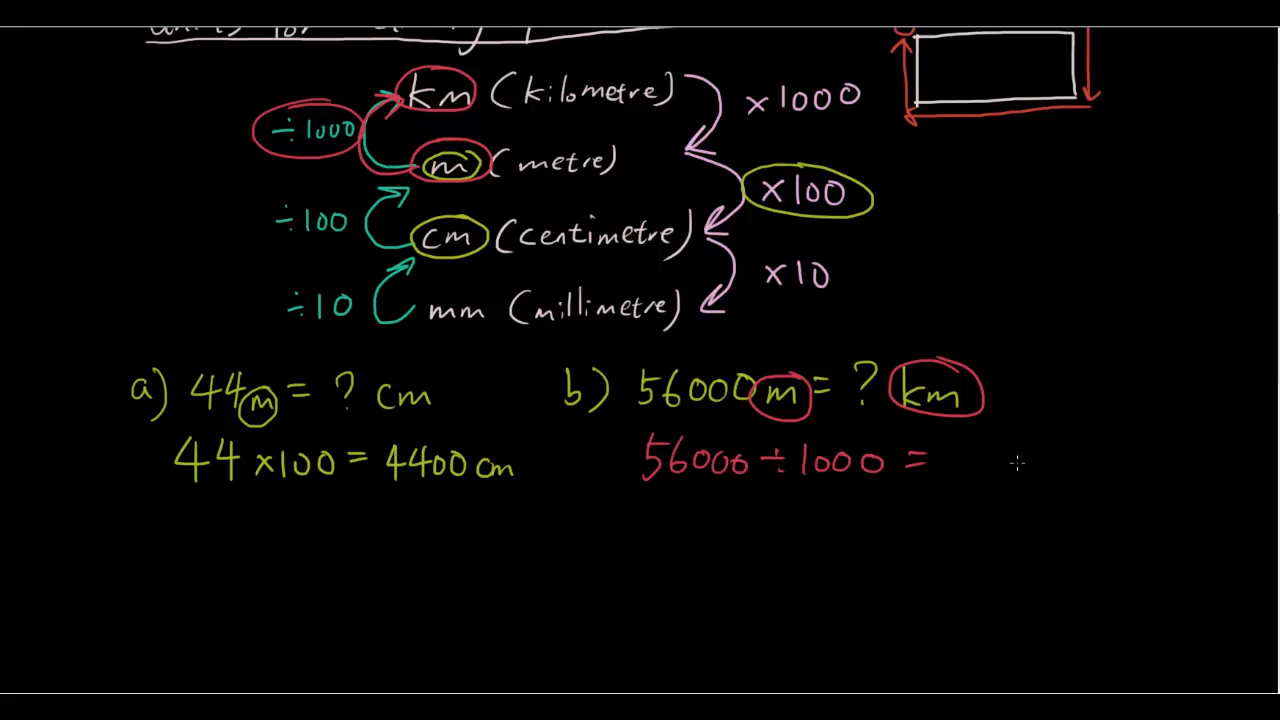 km (kilometre)
×1000
÷1000
m (metre)
×100
÷100
cm (centimetre)
×10
÷10
mm (millimetre)
a) 44m = ? cm
44 ×100 = 4400 cm
b) 56000 m = ? km
56000 ÷ 1000 =